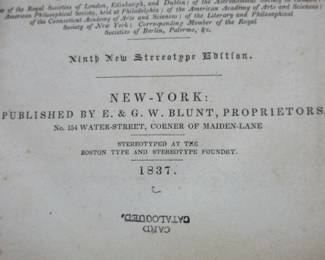 of the Royal Societies of London, Edinburgh, and Dublin; of the Astronomical Society of London;
American Philosophical Society, held at Philadelphia; of the American Academy of Arts and Sciences;
of the Connecticut Academy of Arts and Sciences; of the Literary and Philosophical
Society of New York; Corresponding Member of the Royal
Societies of Berlin, Palermo, &c.
Ninth New Stereotype Edition.
NEW-YORK:
PUBLISHED BY E. & G. W. BLUNT, PROPRIETORS,
No. 154 WATER-STREET, CORNER OF MAIDEN-LANE
STEREOTYPED AT THE
BOSTON TYPE AND STEREOTYPE FOUNDRY.
1837.
CARD
CATALOGUED.